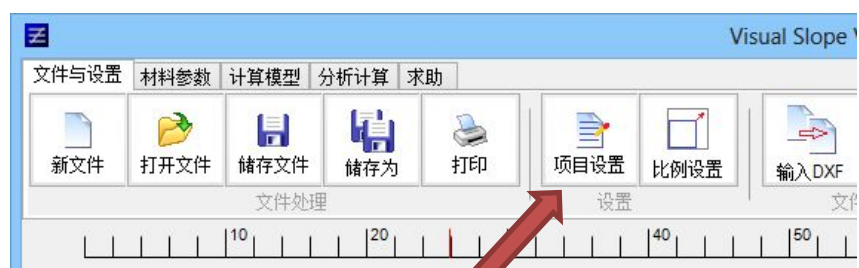 Visual Slope V
文件与设置 材料参数 计算模型 分析计算 求助
新文件 打开文件 储存文件 储存为 打印 项目设置 比例设置 输入DXF
文件处理 设置 文件
10 20 40 50